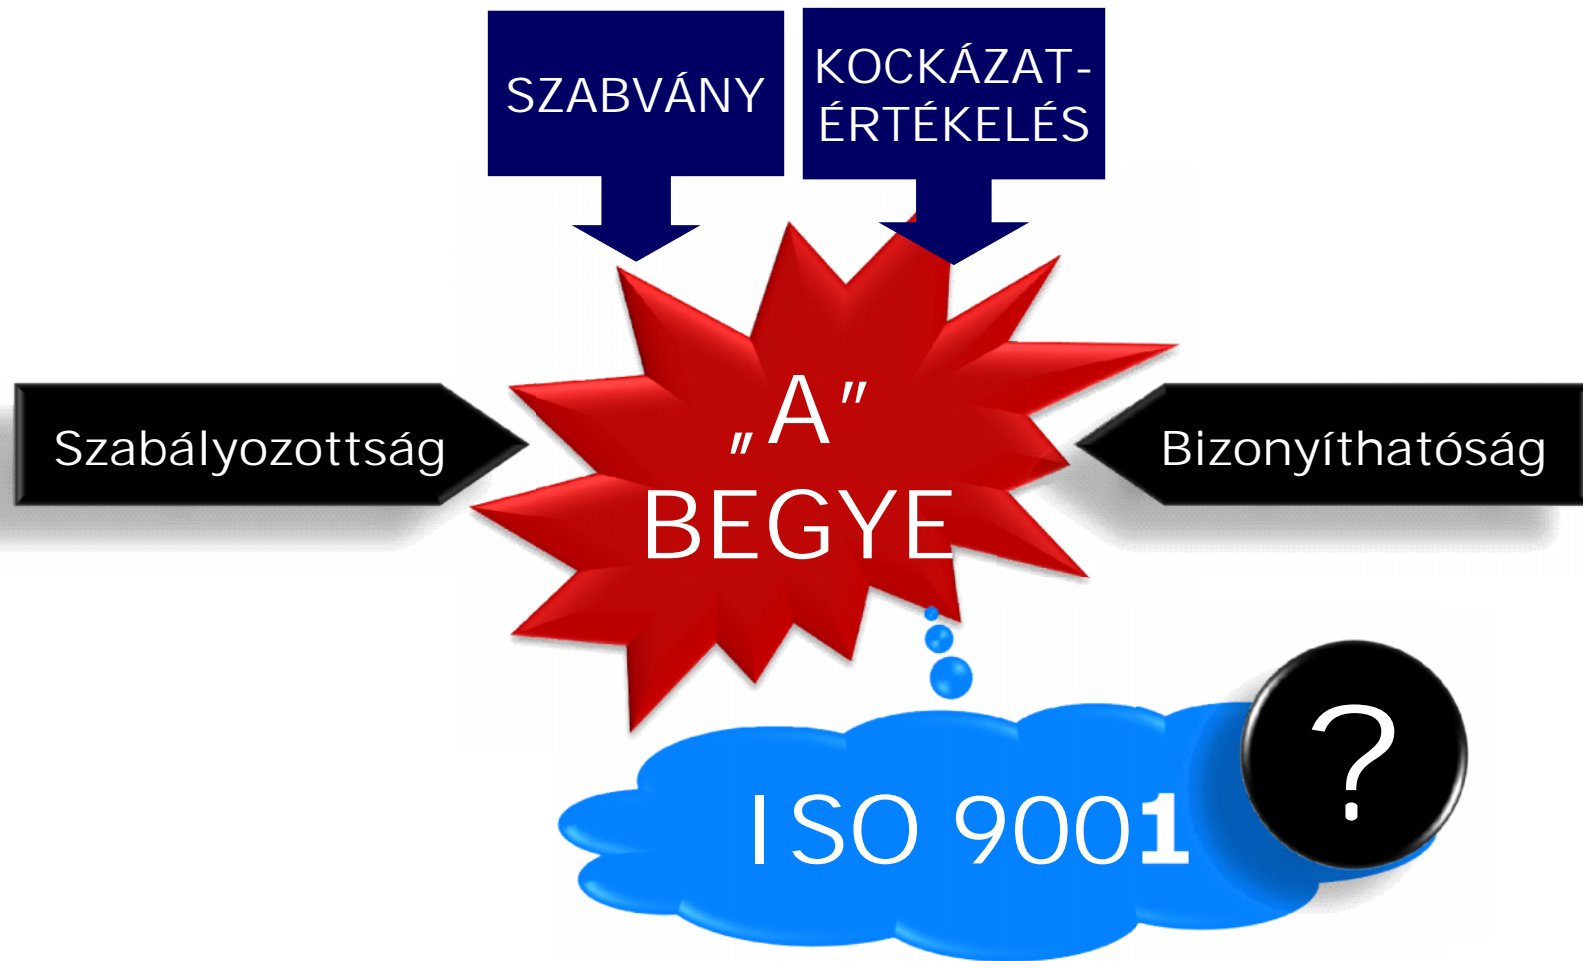 SZABVÁNY
KOCKÁZAT-
ÉRTÉKELÉS
Szabályozottság
„A”
BEGYE
Bizonyíthatóság
ISO 9001
?